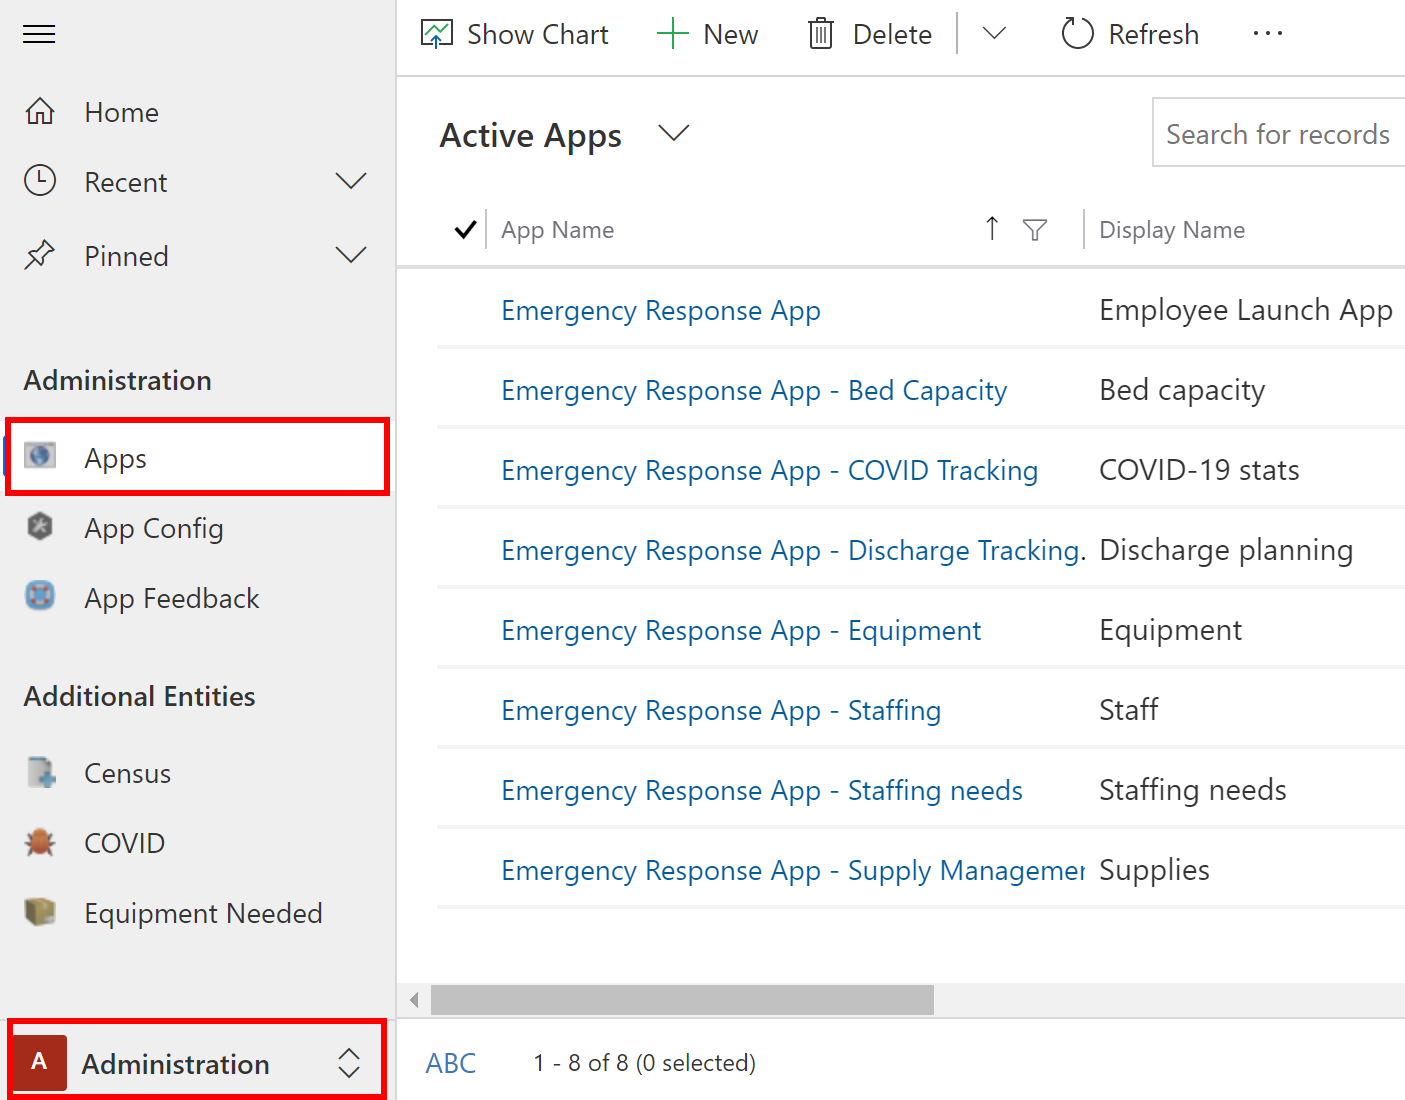 Show Chart New Delete Refresh ...
Home
Active Apps Search for records
Recent
App Name Display Name
Pinned
Emergency Response App Employee Launch App
Administration
Emergency Response App - Bed Capacity Bed capacity
Apps
Emergency Response App - COVID Tracking COVID-19 stats
App Config
Emergency Response App - Discharge Tracking. Discharge planning
App Feedback
Emergency Response App - Equipment Equipment
Additional Entities
Emergency Response App - Staffing Staff
Census
Emergency Response App - Staffing needs Staffing needs
COVID
Emergency Response App - Supply Managemer Supplies
Equipment Needed
A Administration
ABC 1 - 8 of 8 (0 selected)